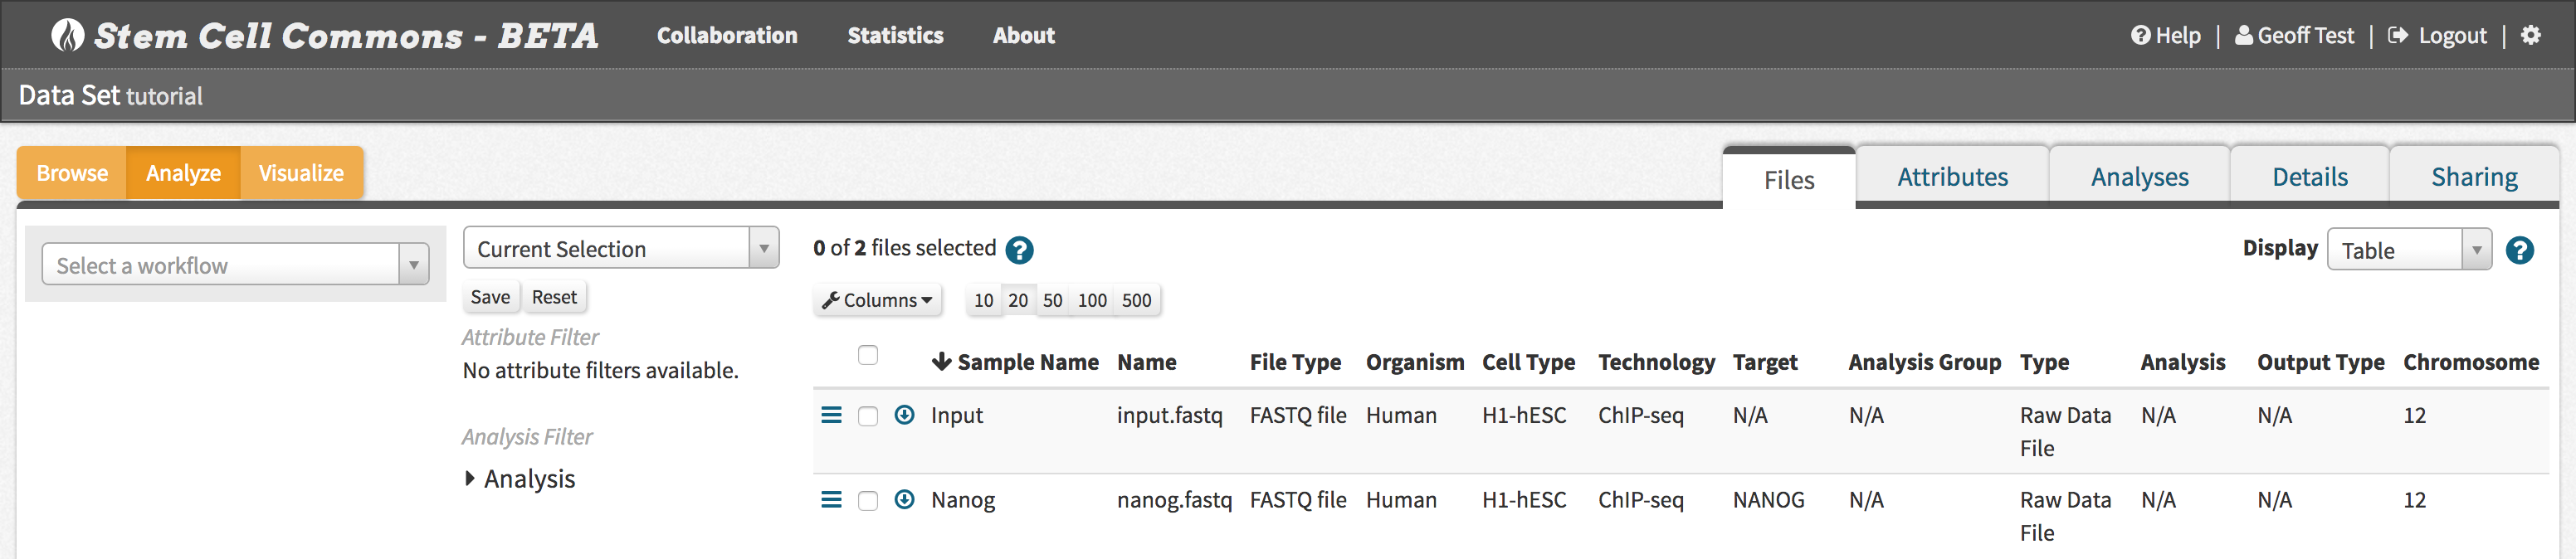 Stem Cell Commons - BETA Collaboration Statistics About Help | Geoff Test | Logout |
Data Set tutorial
Browse Analyze Visualize Files Attributes Analyses Details Sharing
Select a workflow
Current Selection
Save Reset
Attribute Filter
No attribute filters available.
Analysis Filter
Analysis
0 of 2 files selected ? Display Table ?
Columns 10 20 50 100 500
Sample Name Name File Type Organism Cell Type Technology Target Analysis Group Type Analysis Output Type Chromosome
Input input.fastq FASTQ file Human H1-hESC ChIP-seq N/A N/A Raw Data N/A N/A 12
File
Nanog nanog.fastq FASTQ file Human H1-hESC ChIP-seq NANOG N/A Raw Data N/A N/A 12
File